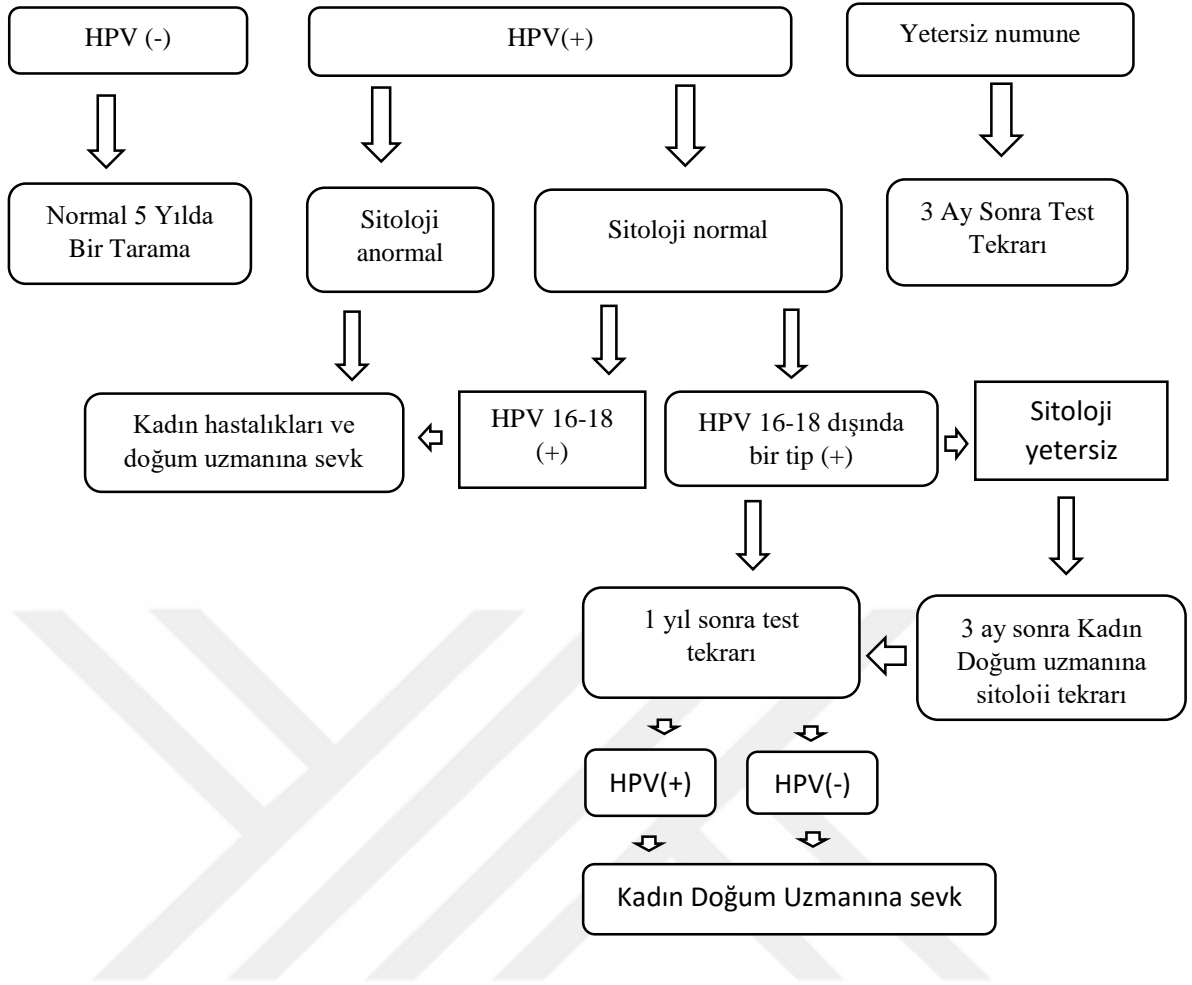 HPV (-)
HPV(+)
Yetersiz numune
Normal 5 Yılda
Bir Tarama
Sitoloji
anormal
Sitoloji normal
3 Ay Sonra Test
Tekrarı
Kadın hastalıkları ve
doğum uzmanına sevk
HPV 16-18
(+)
HPV 16-18 dışında
bir tip (+)
Sitoloji
yetersiz
1 yıl sonra test
tekrarı
3 ay sonra Kadın
Doğum uzmanına
sitoloji tekrarı
HPV(+)
HPV(-)
Kadın Doğum Uzmanına sevk